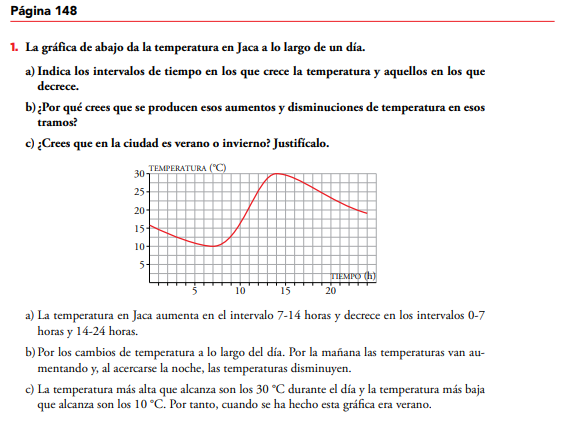 Página 148
1. La gráfica de abajo da la temperatura en Jaca a lo largo de un día.
a) Indica los intervalos de tiempo en los que crece la temperatura y aquellos en los que
decrece.
b) ¿Por qué crees que se producen esos aumentos y disminuciones de temperatura en esos
tramos?
c) ¿Crees que en la ciudad es verano o invierno? Justifícalo.
TEMPERATURA (°C)
30
25
20
15
10
5
TIEMPO (h)
5 10 15 20
a) La temperatura en Jaca aumenta en el intervalo 7-14 horas y decrece en los intervalos 0-7
horas y 14-24 horas.
b) Por los cambios de temperatura a lo largo del día. Por la mañana las temperaturas van au-
mentando y, al acercarse la noche, las temperaturas disminuyen.
c) La temperatura más alta que alcanza son los 30 °C durante el día y la temperatura más baja
que alcanza son los 10 °C. Por tanto, cuando se ha hecho esta gráfica era verano.